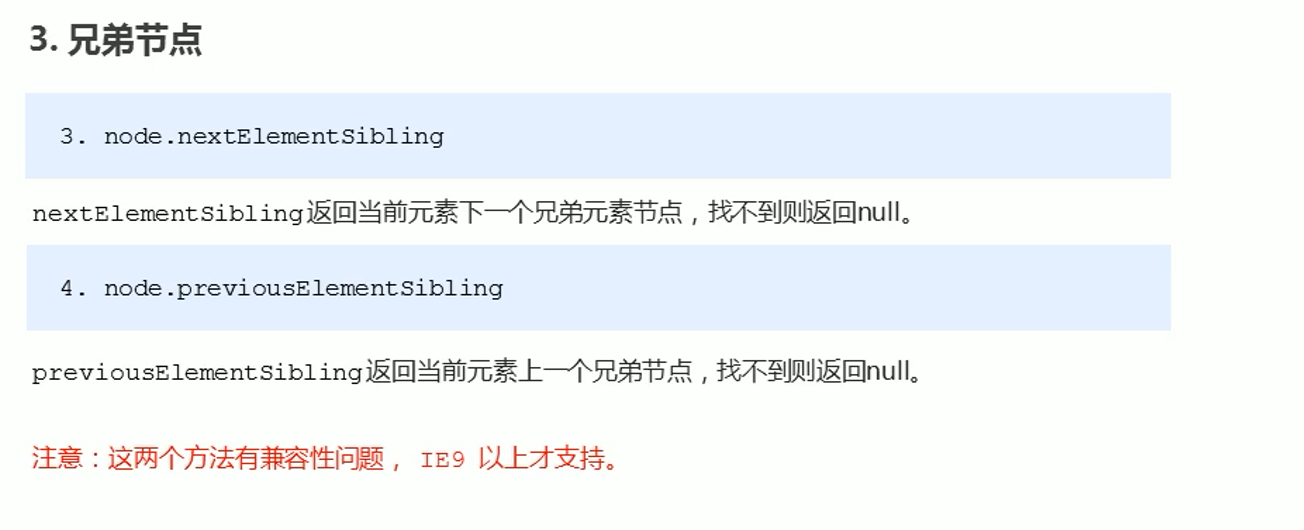 3. 兄弟节点
3. node.nextElementSibling
nextElementSibling返回当前元素下一个兄弟元素节点，找不到则返回null。
4. node.previousElementSibling
previousElementSibling返回当前元素上一个兄弟节点，找不到则返回null。
注意：这两个方法有兼容性问题， IE9 以上才支持。